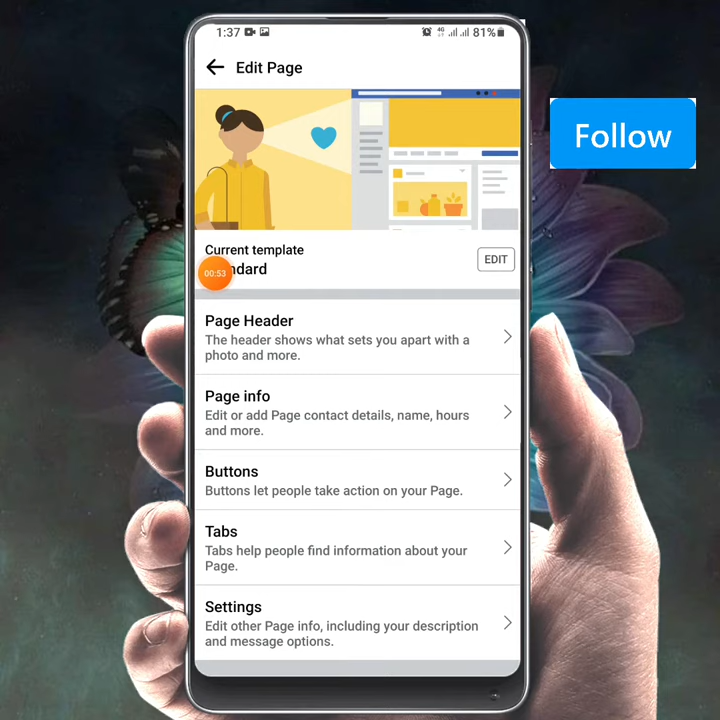 1:37
4G
81%
Edit Page
Follow
Current template
ndard
EDIT
00:53
Page Header
The header shows what sets you apart with a
photo and more.
Page info
Edit or add Page contact details, name, hours
and more.
Buttons
Buttons let people take action on your Page.
Tabs
Tabs help people find information about your
Page.
Settings
Edit other Page info, including your description
and message options.